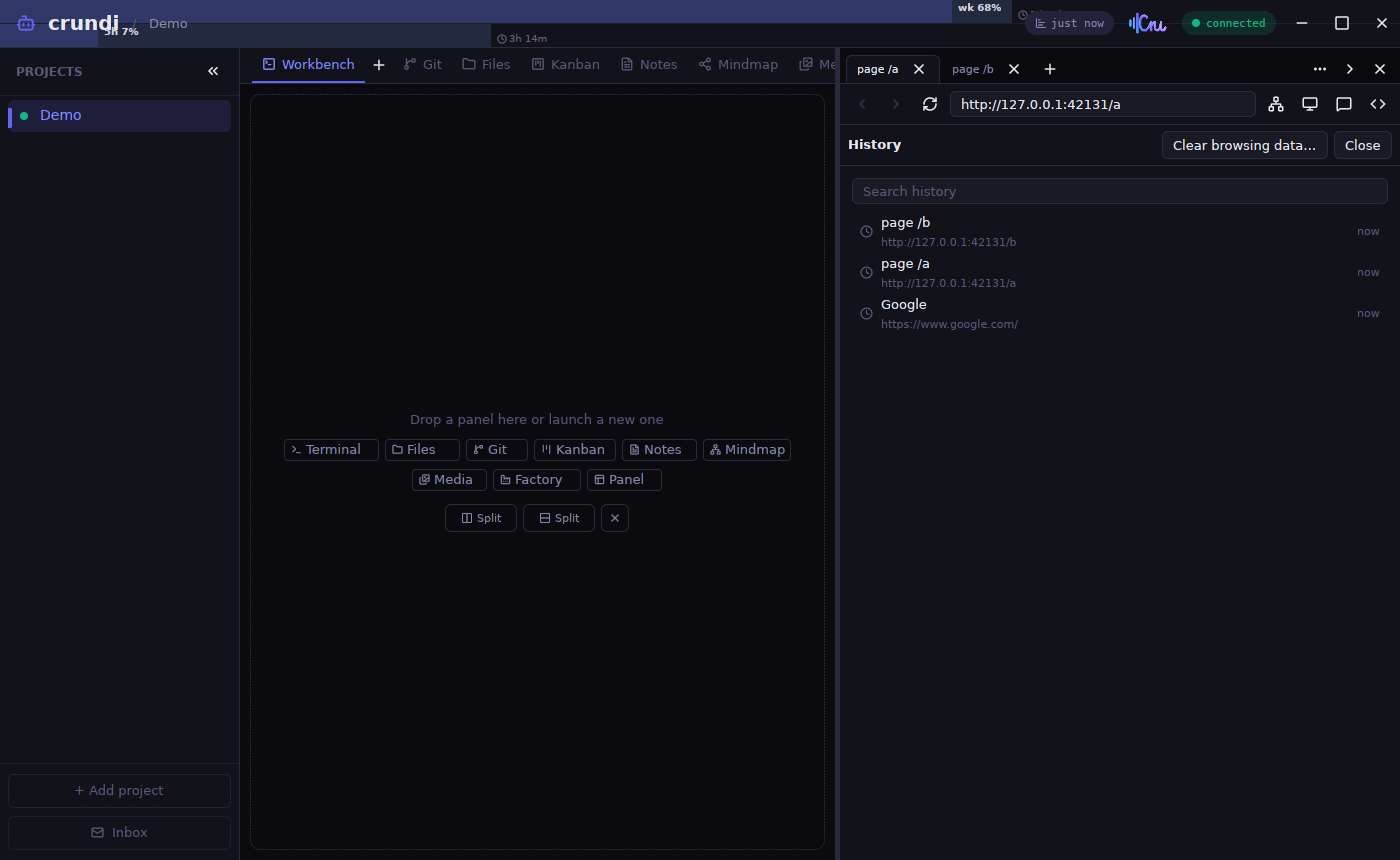 crundi / Demo
wk 68%
5h 7%
3h 14m
just now
Cru
connected
PROJECTS
Demo
+ Add project
Inbox
Workbench
Git
Files
Kanban
Notes
Mindmap
Me
Drop a panel here or launch a new one
Terminal
Files
Git
Kanban
Notes
Mindmap
Media
Factory
Panel
Split
Split
page /a
page /b
http://127.0.0.1:42131/a
History
Clear browsing data...
Close
Search history
page /b
http://127.0.0.1:42131/b
now
page /a
http://127.0.0.1:42131/a
now
Google
https://www.google.com/
now